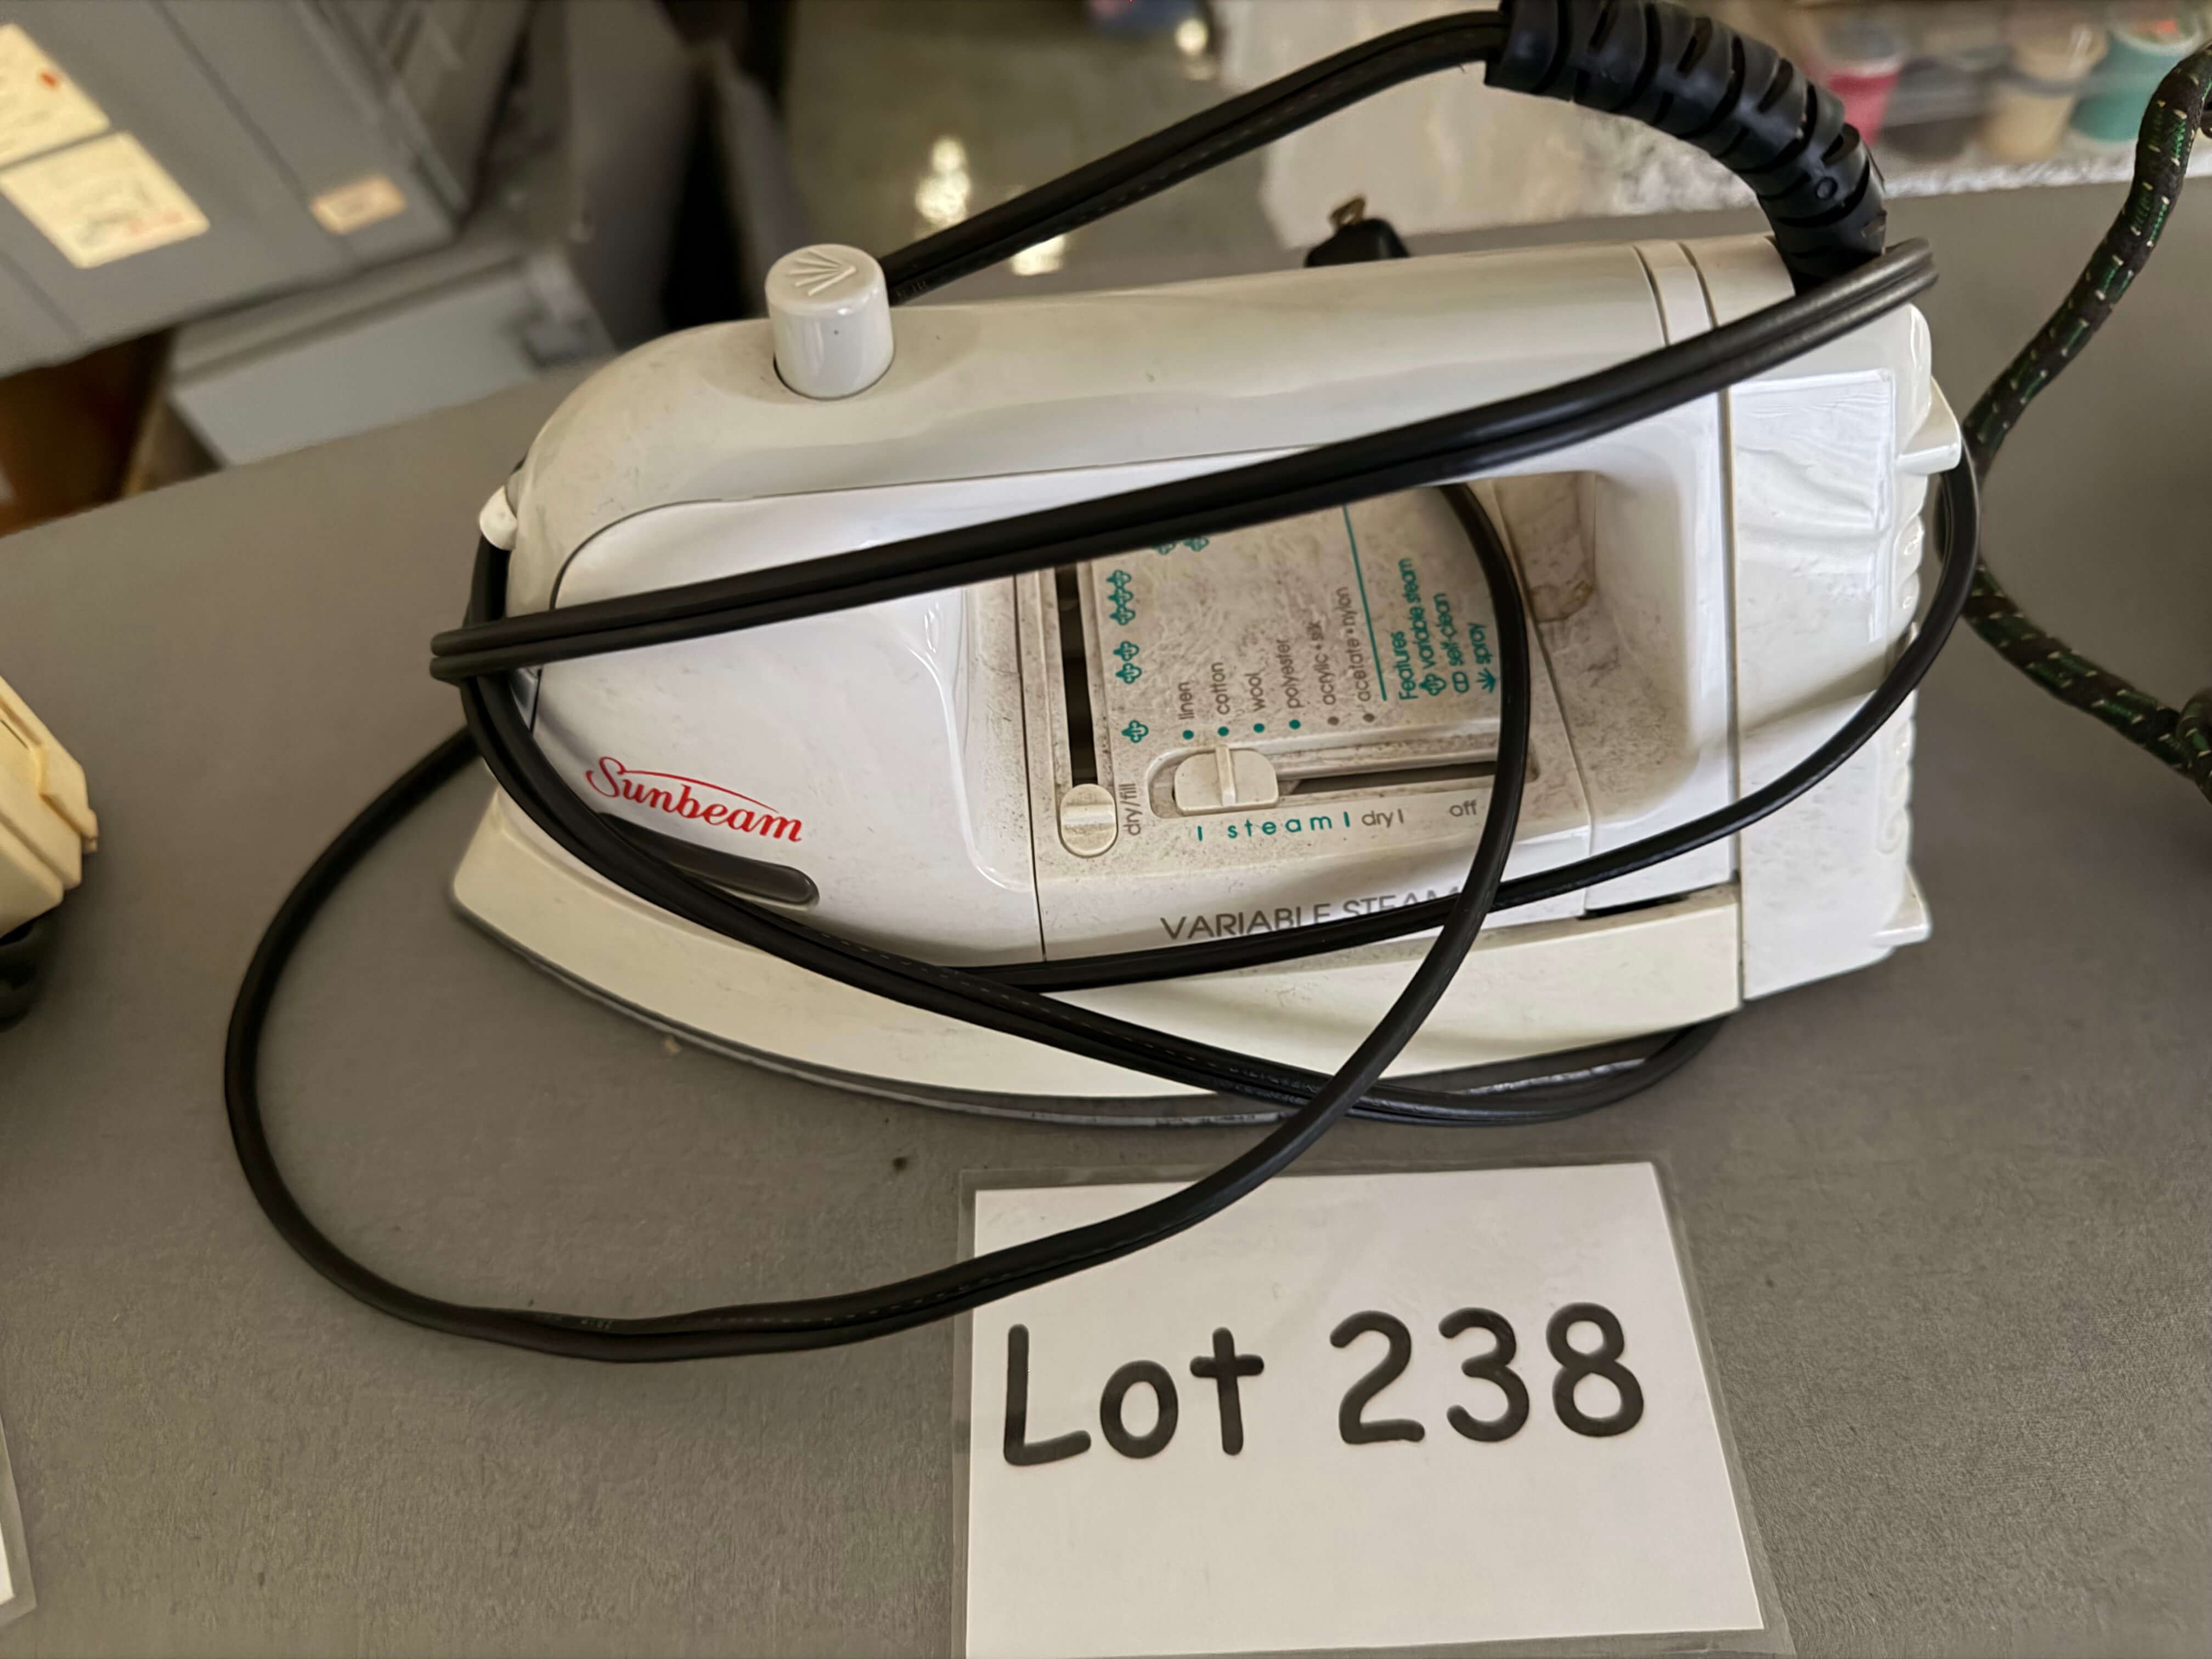 Sunbeam
linen
cotton
wool
polyester
acrylic • silk
acetate • nylon
Features
variable steam
self-clean
spray
dry/fill
steam dry off
VARIABLE STEAM
Lot 238